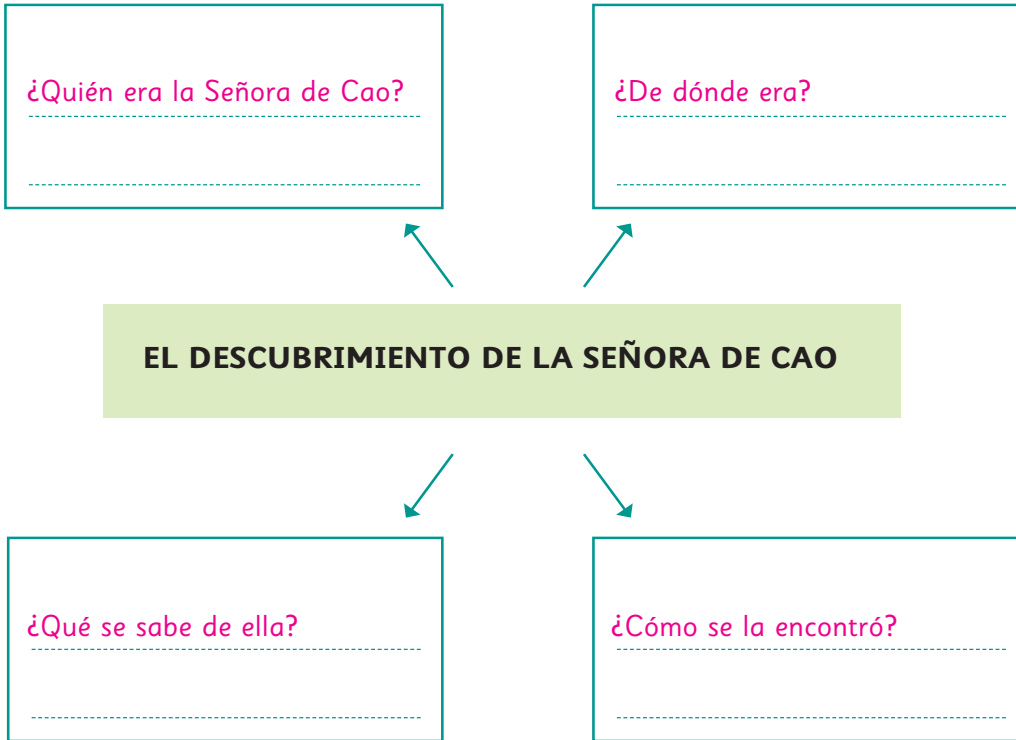 ¿Quién era la Señora de Cao?
¿De dónde era?
EL DESCUBRIMIENTO DE LA SEÑORA DE CAO
¿Qué se sabe de ella?
¿Cómo se la encontró?